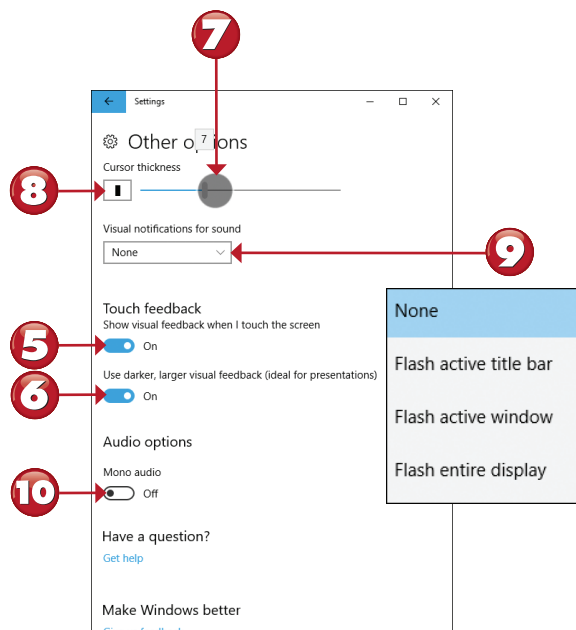 7
Settings
Other options
7
Cursor thickness
8
Visual notifications for sound
None
9
Touch feedback
Show visual feedback when I touch the screen
5
On
Use darker, larger visual feedback (ideal for presentations)
6
On
None
Flash active title bar
Flash active window
Flash entire display
Audio options
Mono audio
10
Off
Have a question?
Get help
Make Windows better